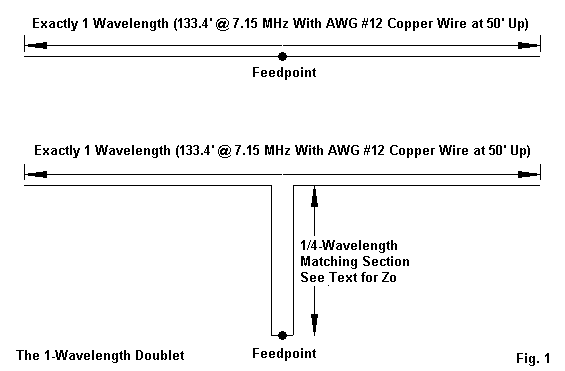 Exactly 1 Wavelength (133.4' @ 7.15 MHz With AWG #12 Copper Wire at 50' Up)
Feedpoint
Exactly 1 Wavelength (133.4' @ 7.15 MHz With AWG #12 Copper Wire at 50' Up)
1/4-Wavelength
Matching Section
See Text for Zo
The 1-Wavelength Doublet
Feedpoint
Fig. 1